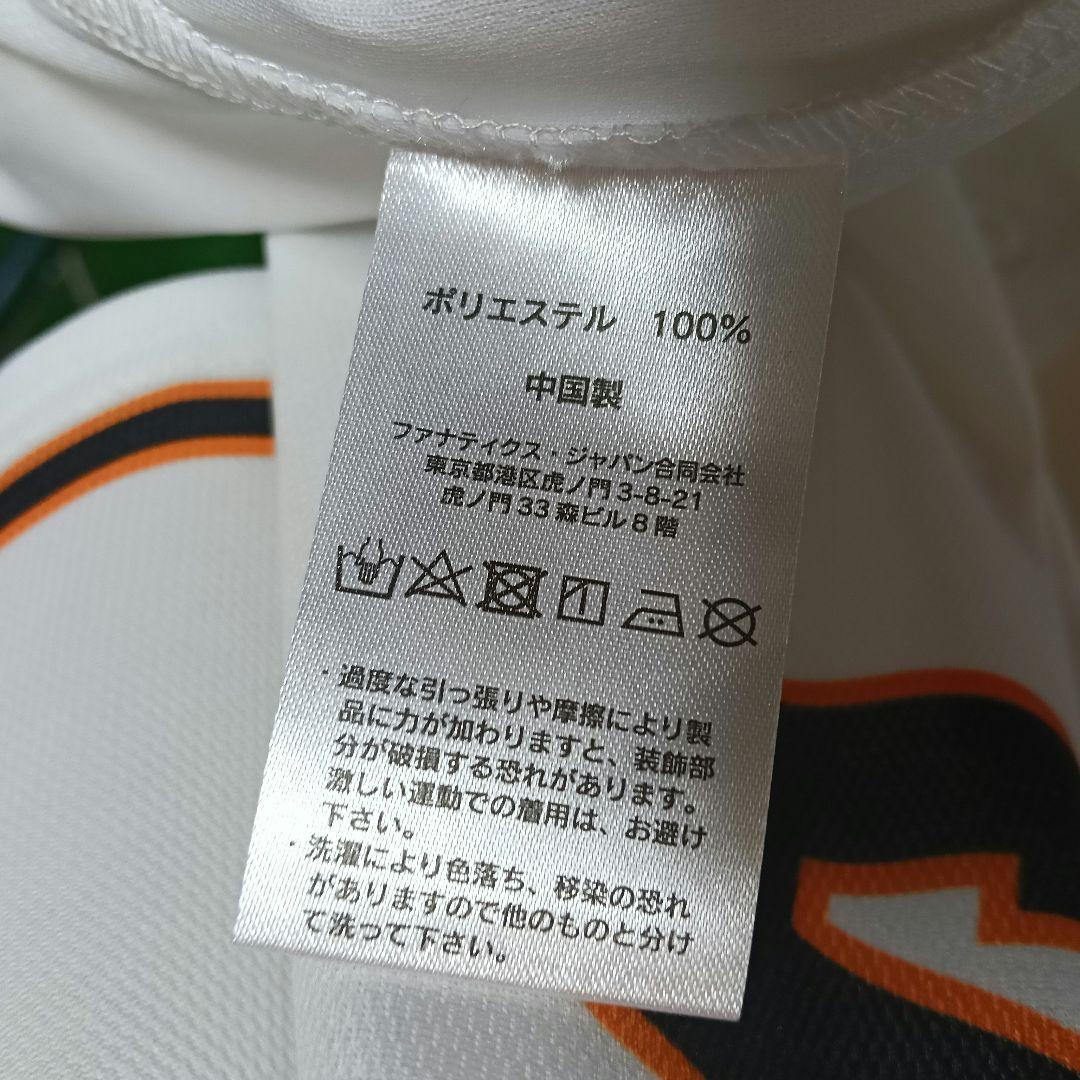 ポリエステル 100%
中国製
ファナティクス・ジャパン合同会社
東京都港区虎ノ門3-8-21
虎ノ門33森ビル8階
・過度な引っ張りや摩擦により製
品に力が加わりますと、装飾部
分が破損する恐れがあります。
激しい運動での着用は、お避け
下さい。
・洗濯により色落ち、移染の恐れ
がありますので他のものと分け
て洗って下さい。